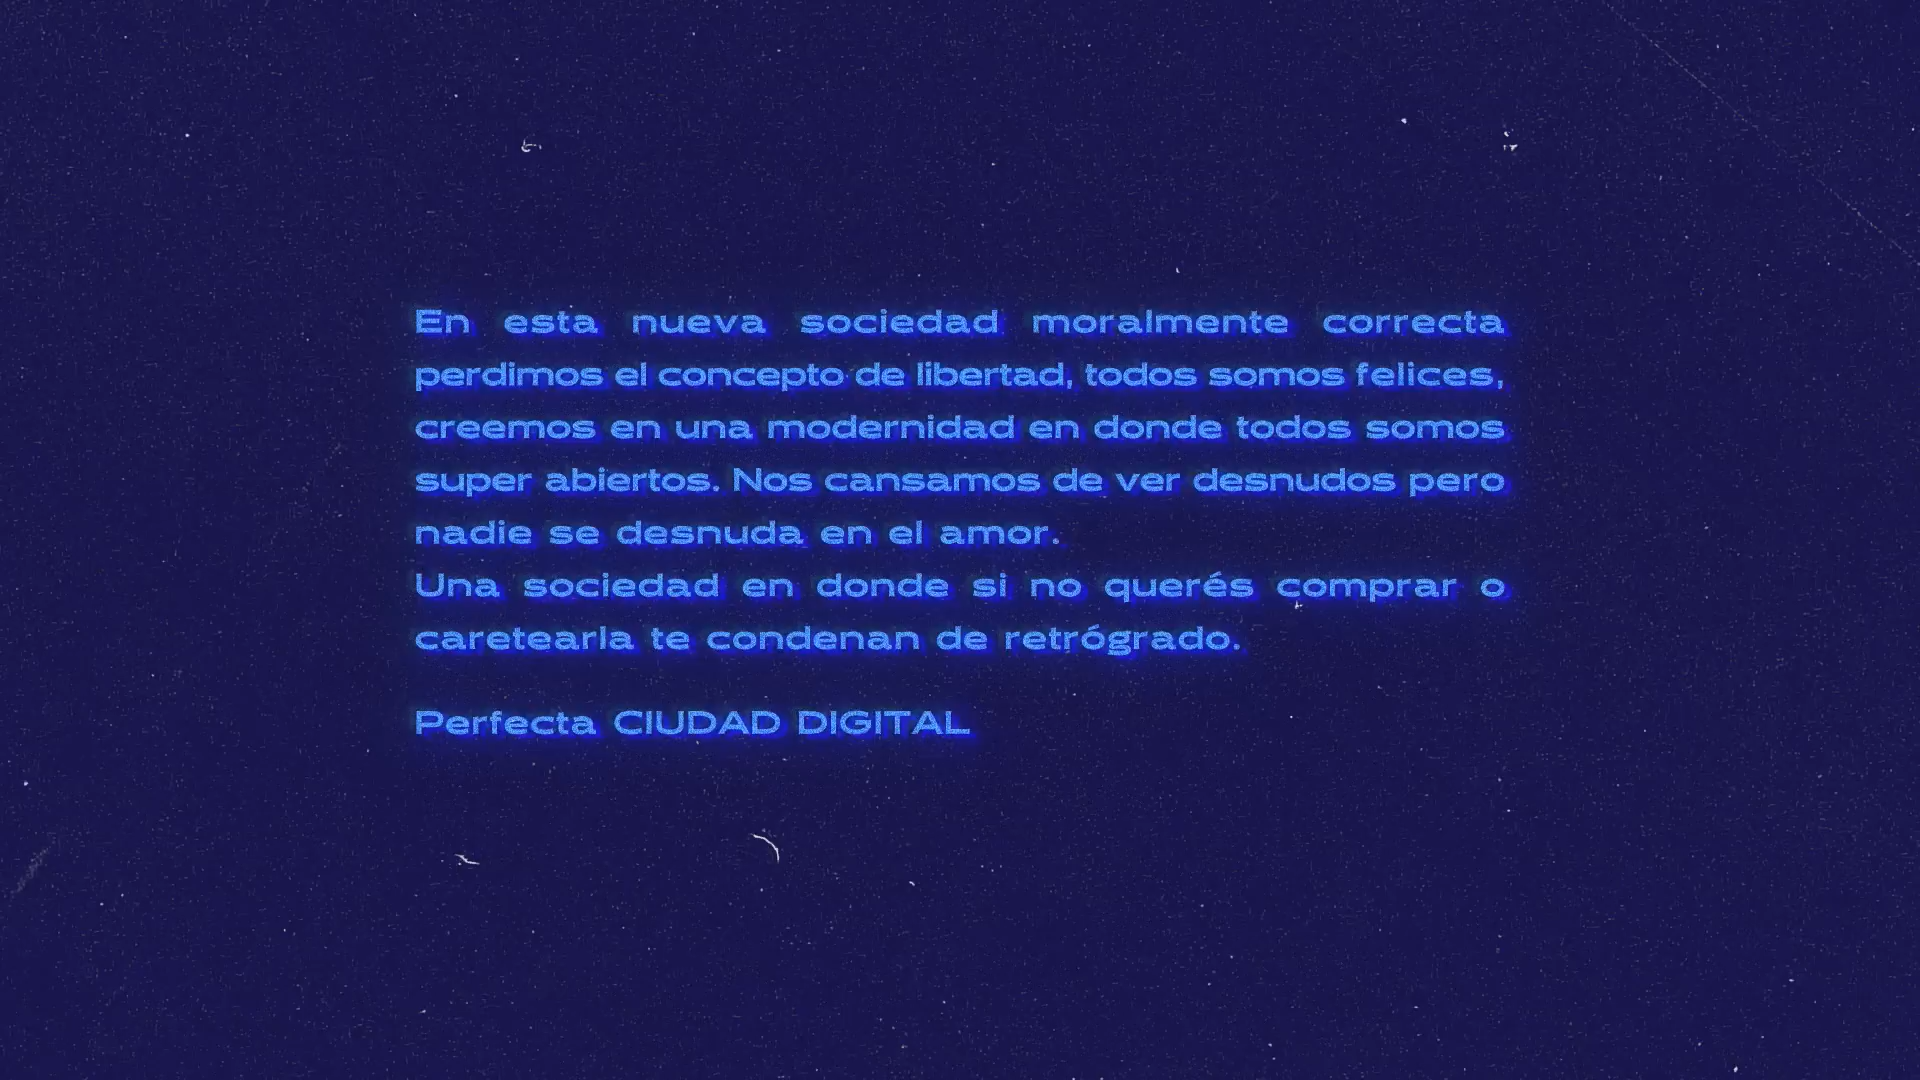 En esta nueva sociedad moralmente correcta
perdimos el concepto de libertad, todos somos felices,
creemos en una modernidad en donde todos somos
super abiertos. Nos cansamos de ver desnudos pero
nadie se desnuda en el amor.
Una sociedad en donde si no querés comprar o
caretearla te condenan de retrógrado.
Perfecta CIUDAD DIGITAL